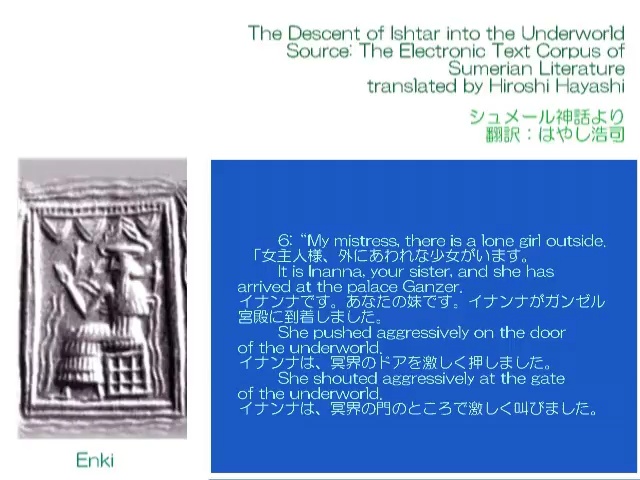 The Descent of Ishtar into the Underworld
Source: The Electronic Text Corpus of
Sumerian Literature
translated by Hiroshi Hayashi
シュメール神話より
翻訳：はやし浩司
6: “My mistress, there is a lone girl outside.
「女主人様、外にあわれな少女がいます。
It is Inanna, your sister, and she has
arrived at the palace Ganzer.
イナンナです。あなたの妹です。イナンナがガンゼル
宮殿に到着しました。
She pushed aggressively on the door
of the underworld.
イナンナは、冥界のドアを激しく押しました。
She shouted aggressively at the gate
of the underworld.
イナンナは、冥界の門のところで激しく叫びました。
Enki